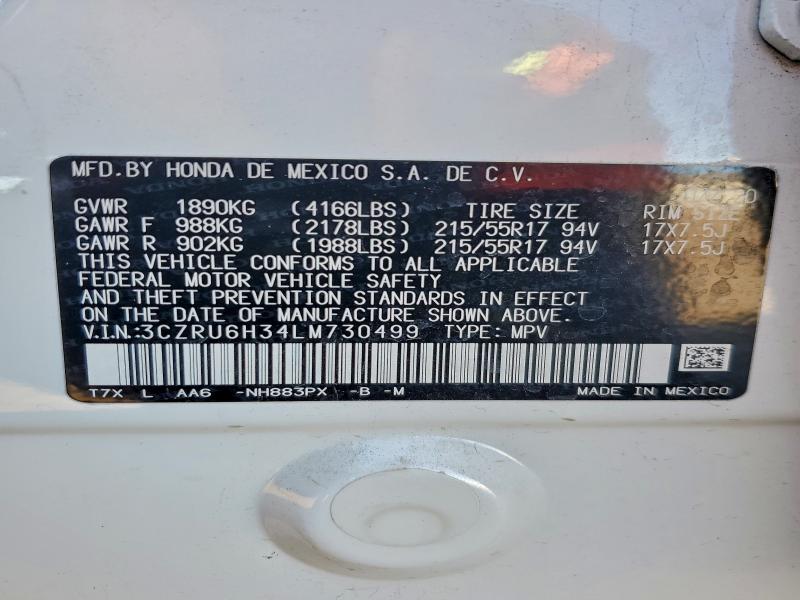 MFD.BY HONDA DE MEXICO S.A. DE C.V.
GVWR 1890KG (4166LBS) TIRE SIZE RIM SIZE
GAWR F 988KG (2178LBS) 215/55R17 94V 17X7.5J
GAWR R 902KG (1988LBS) 215/55R17 94V 17X7.5J
THIS VEHICLE CONFORMS TO ALL APPLICABLE
FEDERAL MOTOR VEHICLE SAFETY
AND THEFT PREVENTION STANDARDS IN EFFECT
ON THE DATE OF MANUFACTURE SHOWN ABOVE.
V.I.N.:3CZRU6H34LM730499 TYPE: MPV
T7X L AA6 -NH883PX -B -M MADE IN MEXICO